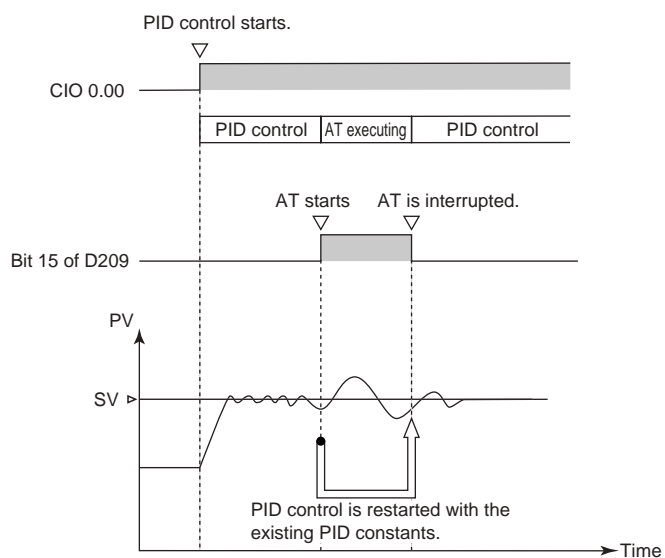 PID control starts.
CIO 0.00
PID control AT executing PID control
AT starts AT is interrupted.
Bit 15 of D209
PV
SV
PID control is restarted with the
existing PID constants.
Time